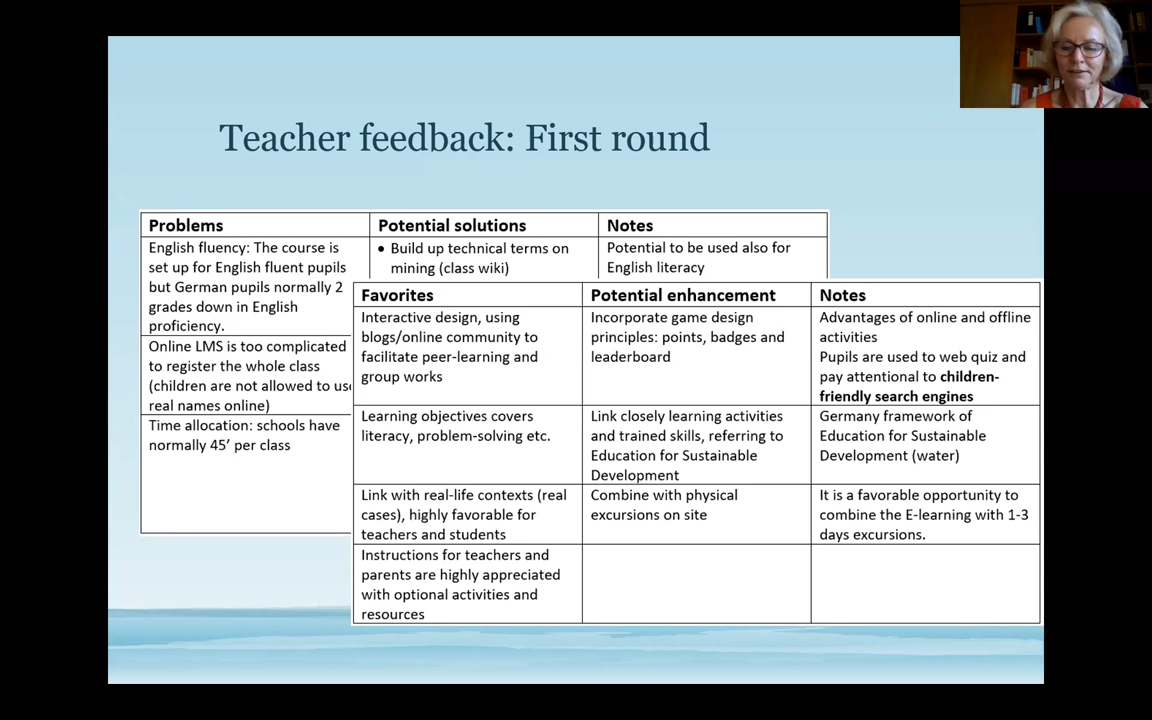 Teacher feedback: First round
Problems
English fluency: The course is
set up for English fluent pupils
but German pupils normally 2
grades down in English
proficiency.
Online LMS is too complicated
to register the whole class
(children are not allowed to use
real names online)
Time allocation: schools have
normally 45’ per class
Potential solutions
• Build up technical terms on
mining (class wiki)
Notes
Potential to be used also for
English literacy
Favorites
Potential enhancement
Notes
Interactive design, using
blogs/online community to
facilitate peer-learning and
group works
Incorporate game design
principles: points, badges and
leaderboard
Advantages of online and offline
activities
Pupils are used to web quiz and
pay attentional to children-
friendly search engines
Learning objectives covers
literacy, problem-solving etc.
Link closely learning activities
and trained skills, referring to
Education for Sustainable
Development
Germany framework of
Education for Sustainable
Development (water)
Link with real-life contexts (real
cases), highly favorable for
teachers and students
Combine with physical
excursions on site
It is a favorable opportunity to
combine the E-learning with 1-3
days excursions.
Instructions for teachers and
parents are highly appreciated
with optional activities and
resources